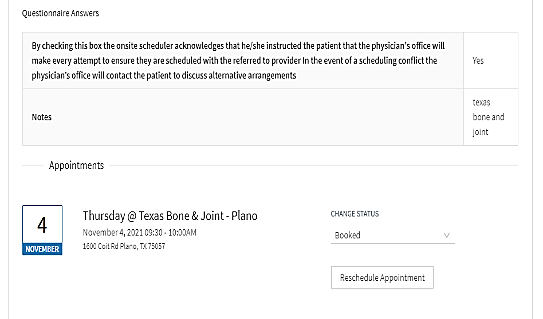 Questionnaire Answers
By checking this box the onsite scheduler acknowledges that he/she instructed the patient that the physician's office will
make every attempt to ensure they are scheduled with the referred to provider In the event of a scheduling conflict the
physician's office will contact the patient to discuss alternative arrangements
Yes
Notes
texas
bone and
joint
Appointments
4
NOVEMBER
Thursday @ Texas Bone & Joint - Plano
November 4, 2021 09:30 - 10:00AM
1600 Coit Rd Plano, TX 75057
CHANGE STATUS
Booked
Reschedule Appointment